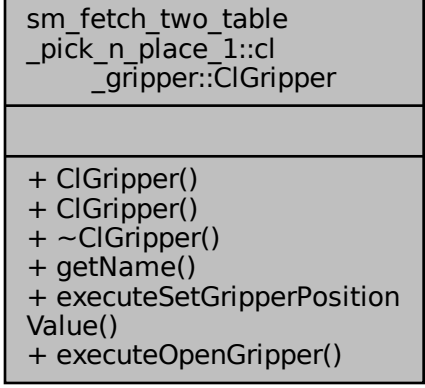 sm_fetch_two_table
_pick_n_place_1::cl
_gripper::ClGripper
+ ClGripper()
+ ClGripper()
+ ~ClGripper()
+ getName()
+ executeSetGripperPosition
Value()
+ executeOpenGripper()